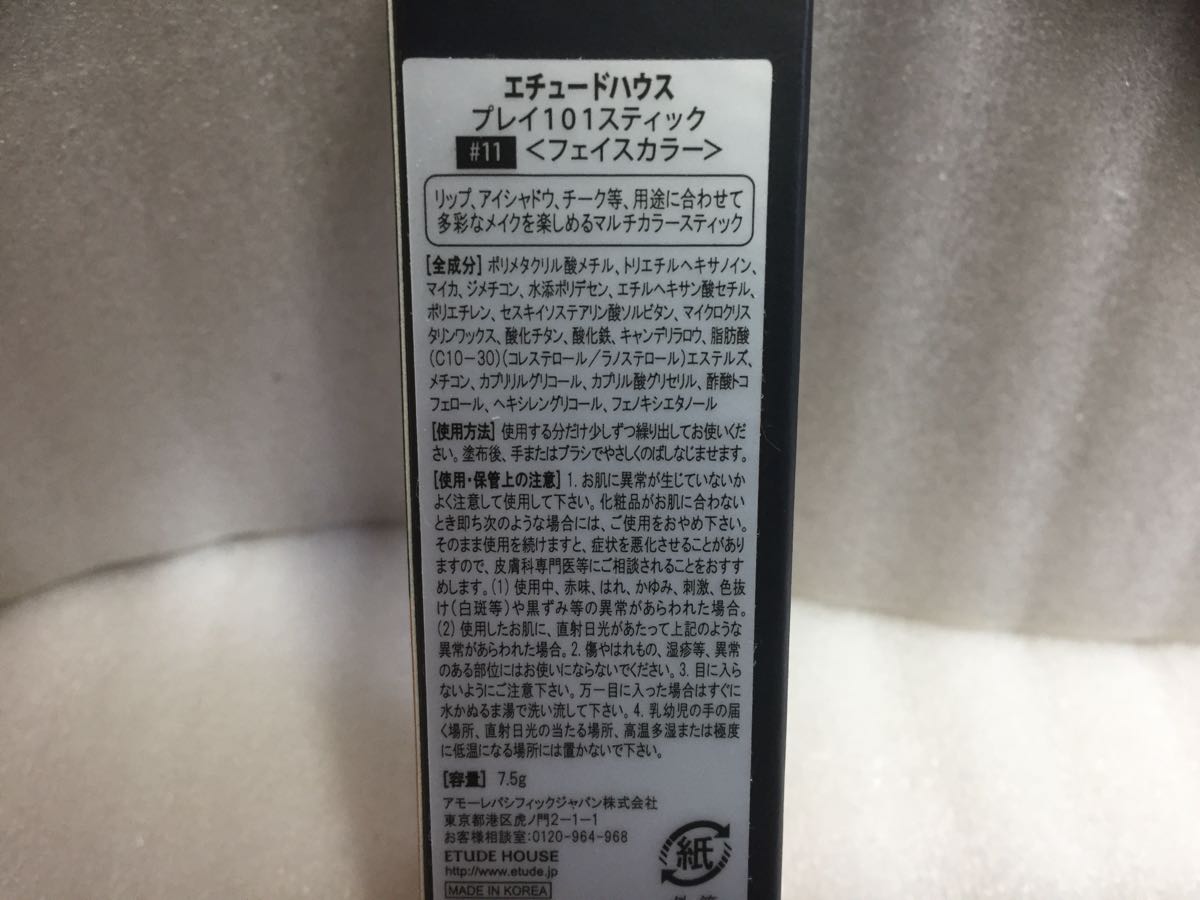 エチュードハウス
プレイ101スティック
#11 <フェイスカラー>
リップ、アイシャドウ、チーク等、用途に合わせて
多彩なメイクを楽しめるマルチカラースティック
[全成分] ポリメタクリル酸メチル、トリエチルヘキサノイン、
マイカ、ジメチコン、水添ポリデセン、エチルヘキサン酸セチル、
ポリエチレン、セスキイソステアリン酸ソルビタン、マイクロクリス
タリンワックス、酸化チタン、酸化鉄、キャンデリラロウ、脂肪酸
(C10-30)(コレステロール/ラノステロール)エステルズ、
メチコン、カプリリルグリコール、カプリル酸グリセリル、酢酸トコ
フェロール、ヘキシレングリコール、フェノキシエタノール
[使用方法] 使用する分だけ少しずつ繰り出してお使いくだ
さい。塗布後、手またはブラシでやさしくのばしなじませます。
[使用・保管上の注意] 1. お肌に異常が生じていないか
よく注意して使用して下さい。化粧品がお肌に合わない
とき即ち次のような場合には、ご使用をおやめ下さい。
そのまま使用を続けますと、症状を悪化させることがあり
ますので、皮膚科専門医等にご相談されることをおすす
めします。(1) 使用中、赤味、はれ、かゆみ、刺激、色抜
け(白斑等)や黒ずみ等の異常があらわれた場合。
(2) 使用したお肌に、直射日光があたって上記のような
異常があらわれた場合。2. 傷やはれもの、湿疹等、異常
のある部位にはお使いにならないでください。3. 目に入ら
ないようにご注意下さい。万一目に入った場合はすぐに
水かぬるま湯で洗い流して下さい。4. 乳幼児の手の届
く場所、直射日光の当たる場所、高温多湿または極度
に低温になる場所には置かないで下さい。
[容量] 7.5g
アモーレパシフィックジャパン株式会社
東京都港区虎ノ門2-1-1
お客様相談室:0120-964-968
ETUDE HOUSE
http://www.etude.jp
MADE IN KOREA
紙